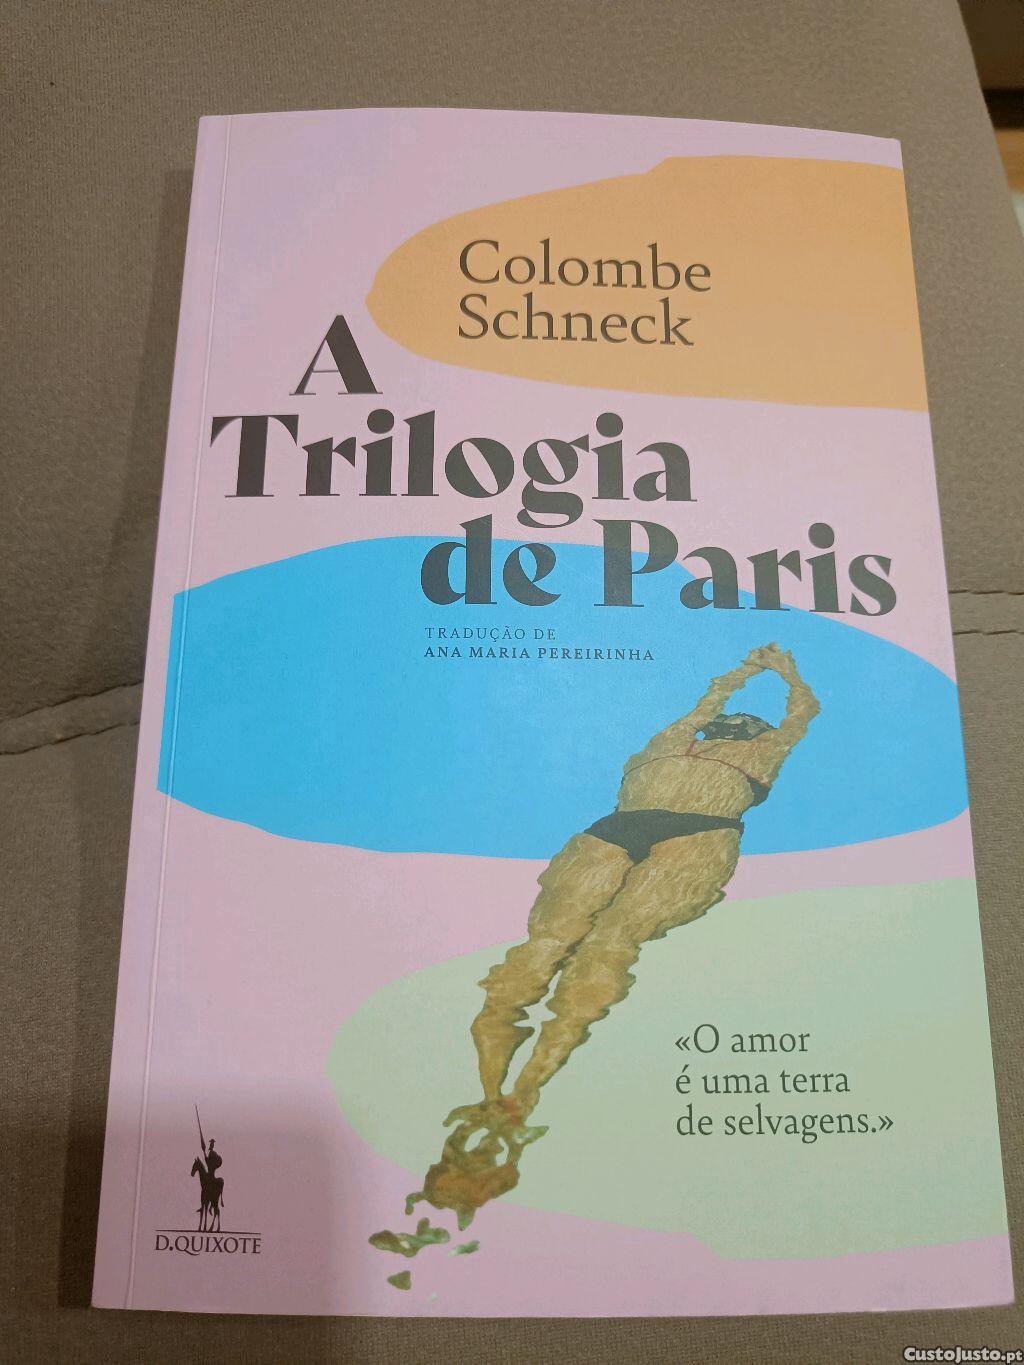 Colombe
Schneck
A
Trilogia
de Paris
TRADUÇÃO DE
ANA MARIA PEREIRINHA
«O amor
é uma terra
de selvagens.»
D.QUIXOTE
CustoJusto.pt